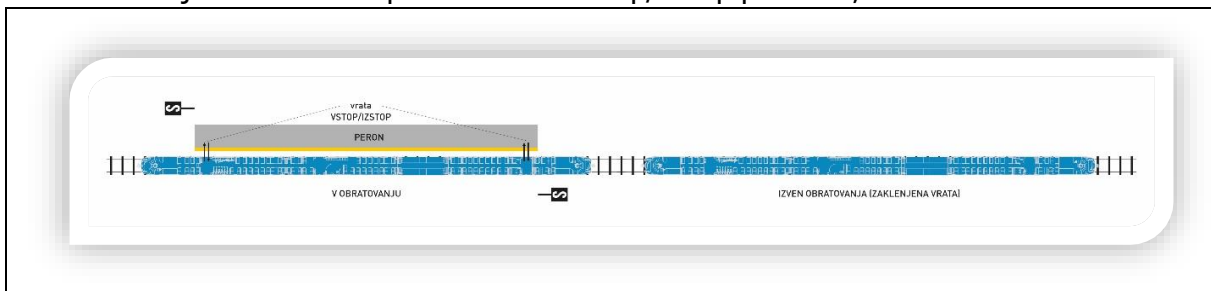 S
vrata
VSTOP/IZSTOP
PERON
V OBRATOVANJU
S
IZVEN OBRATOVANJA (ZAKLENJENA VRATA)